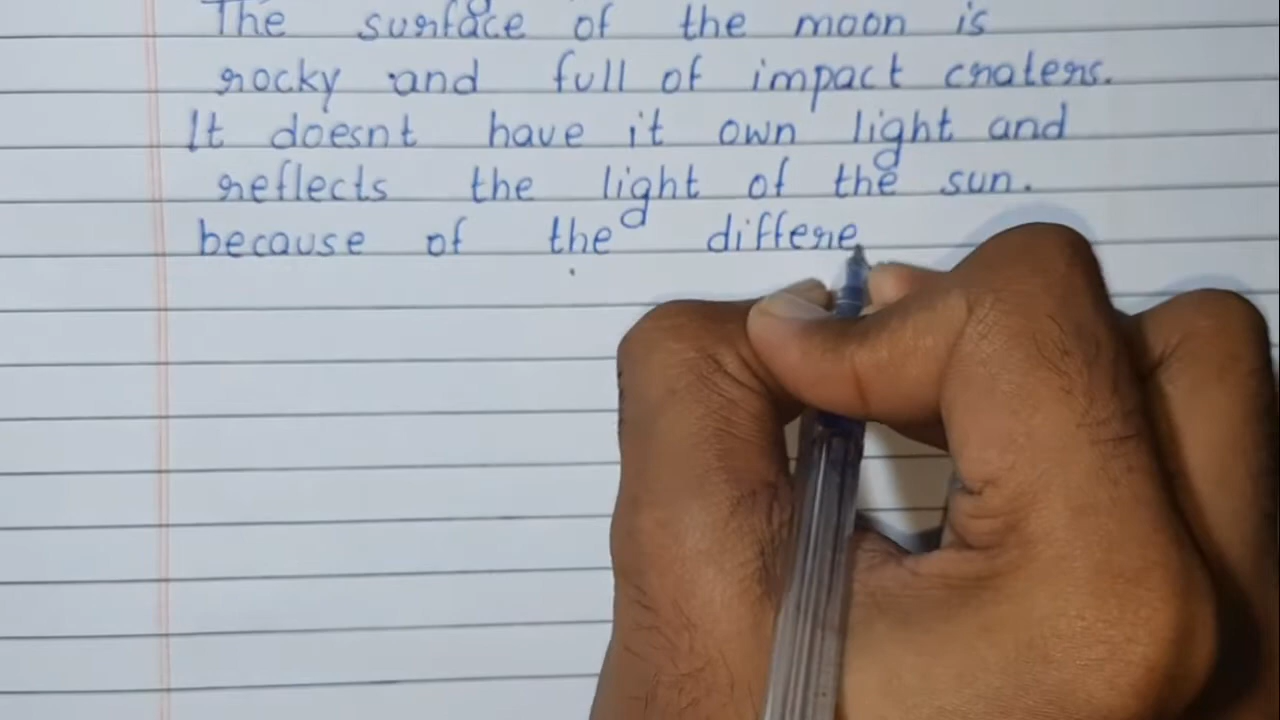 The surface of the moon is
rocky and full of impact craters.
It doesnt have it own light and
reflects the light of the sun.
because of the differe